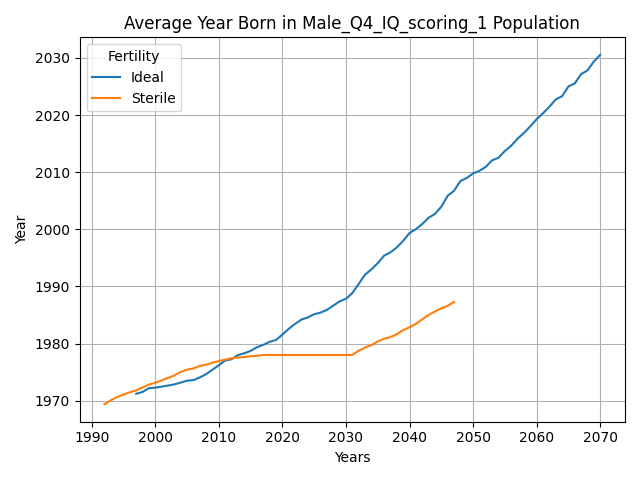 Average Year Born in Male_Q4_IQ_scoring_1 Population
Fertility
Ideal
Sterile
2030
2020
2010
2000
1990
1980
1970
Year
1990 2000 2010 2020 2030 2040 2050 2060 2070
Years